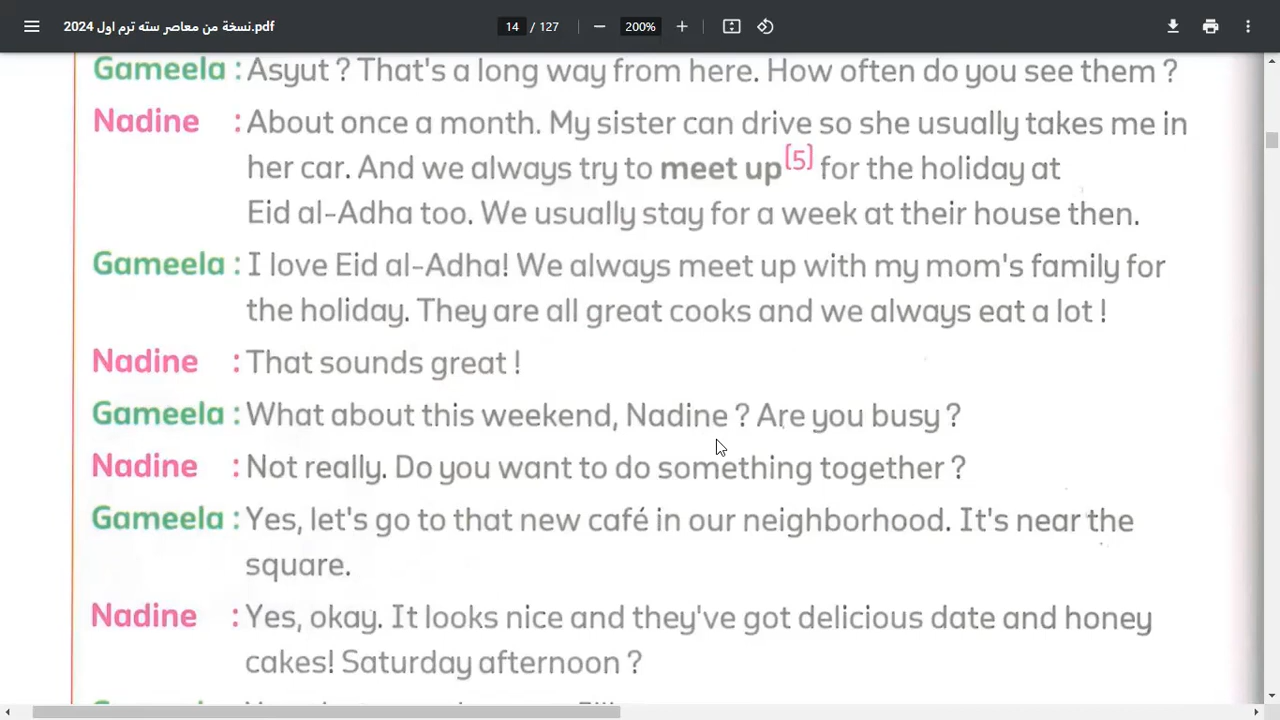 نسخة من معاصر سته ترم اول 2024.pdf
14 / 127
200%
Gameela : Asyut ? That's a long way from here. How often do you see them ?
Nadine : About once a month. My sister can drive so she usually takes me in
her car. And we always try to meet up(5) for the holiday at
Eid al-Adha too. We usually stay for a week at their house then.
Gameela : I love Eid al-Adha! We always meet up with my mom's family for
the holiday. They are all great cooks and we always eat a lot !
Nadine : That sounds great !
Gameela : What about this weekend, Nadine ? Are you busy ?
Nadine : Not really. Do you want to do something together ?
Gameela : Yes, let's go to that new café in our neighborhood. It's near the
square.
Nadine : Yes, okay. It looks nice and they've got delicious date and honey
cakes! Saturday afternoon ?